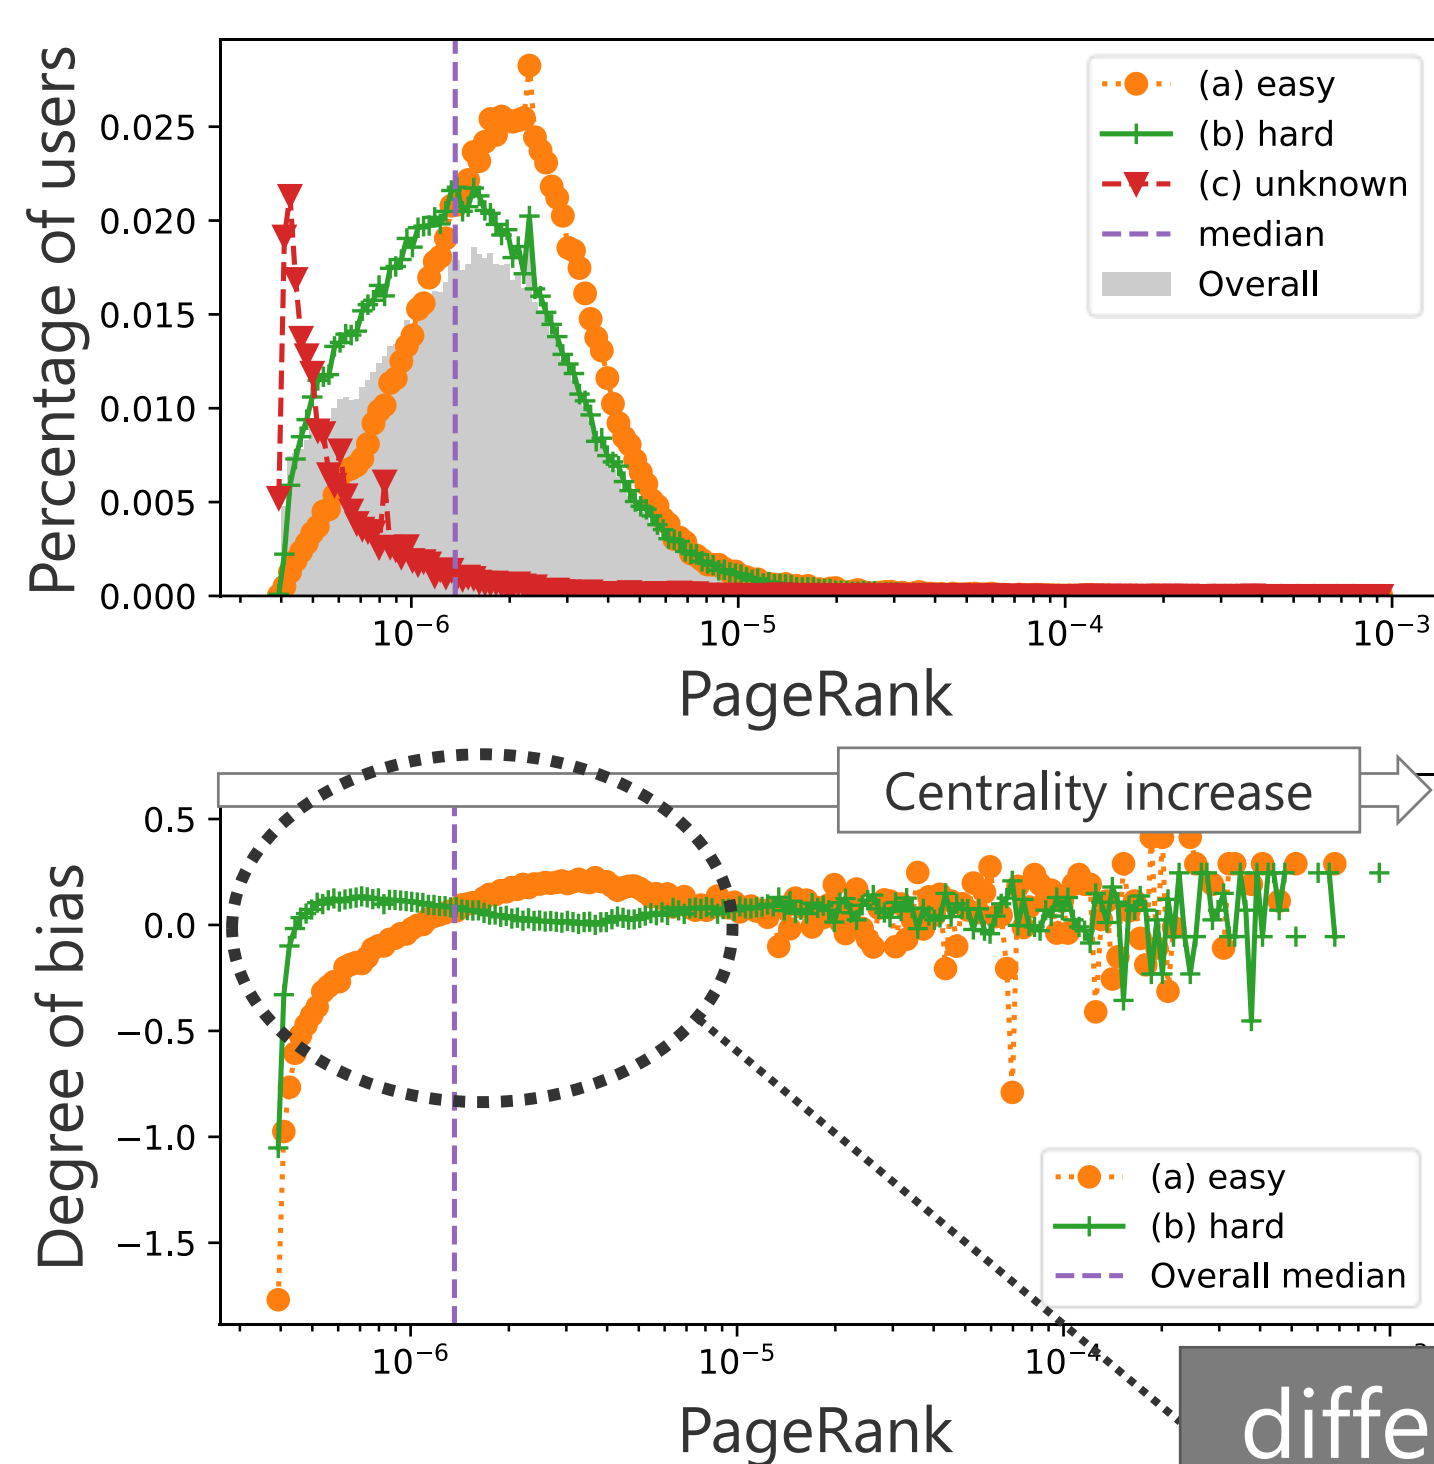 Percentage of users
0.025
0.020
0.015
0.010
0.005
0.000
(a) easy
(b) hard
(c) unknown
median
Overall
10⁻⁶ 10⁻⁵ 10⁻⁴ 10⁻³
PageRank
Centrality increase
Degree of bias
0.5
0.0
−0.5
−1.0
−1.5
(a) easy
(b) hard
Overall median
10⁻⁶ 10⁻⁵ 10⁻⁴
PageRank
diffe